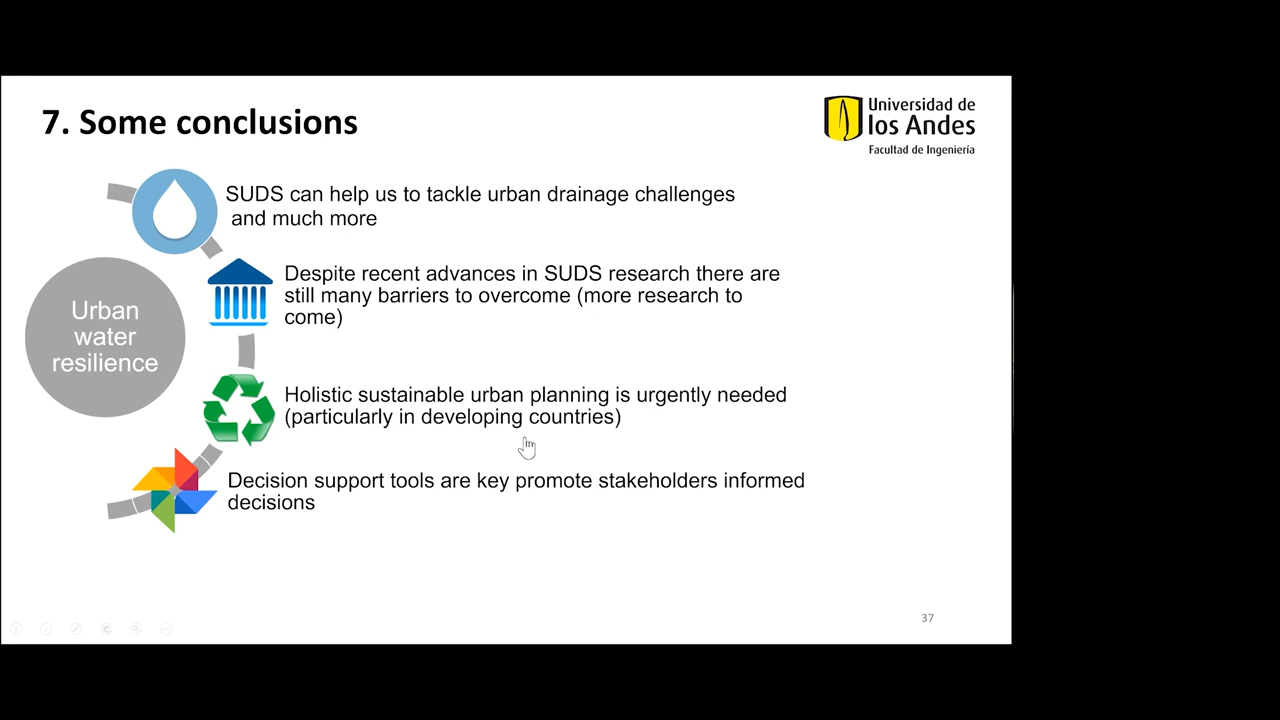 7. Some conclusions
Universidad de
los Andes
Facultad de Ingeniería
SUDS can help us to tackle urban drainage challenges
and much more
Despite recent advances in SUDS research there are
still many barriers to overcome (more research to
come)
Urban
water
resilience
Holistic sustainable urban planning is urgently needed
(particularly in developing countries)
Decision support tools are key promote stakeholders informed
decisions
37